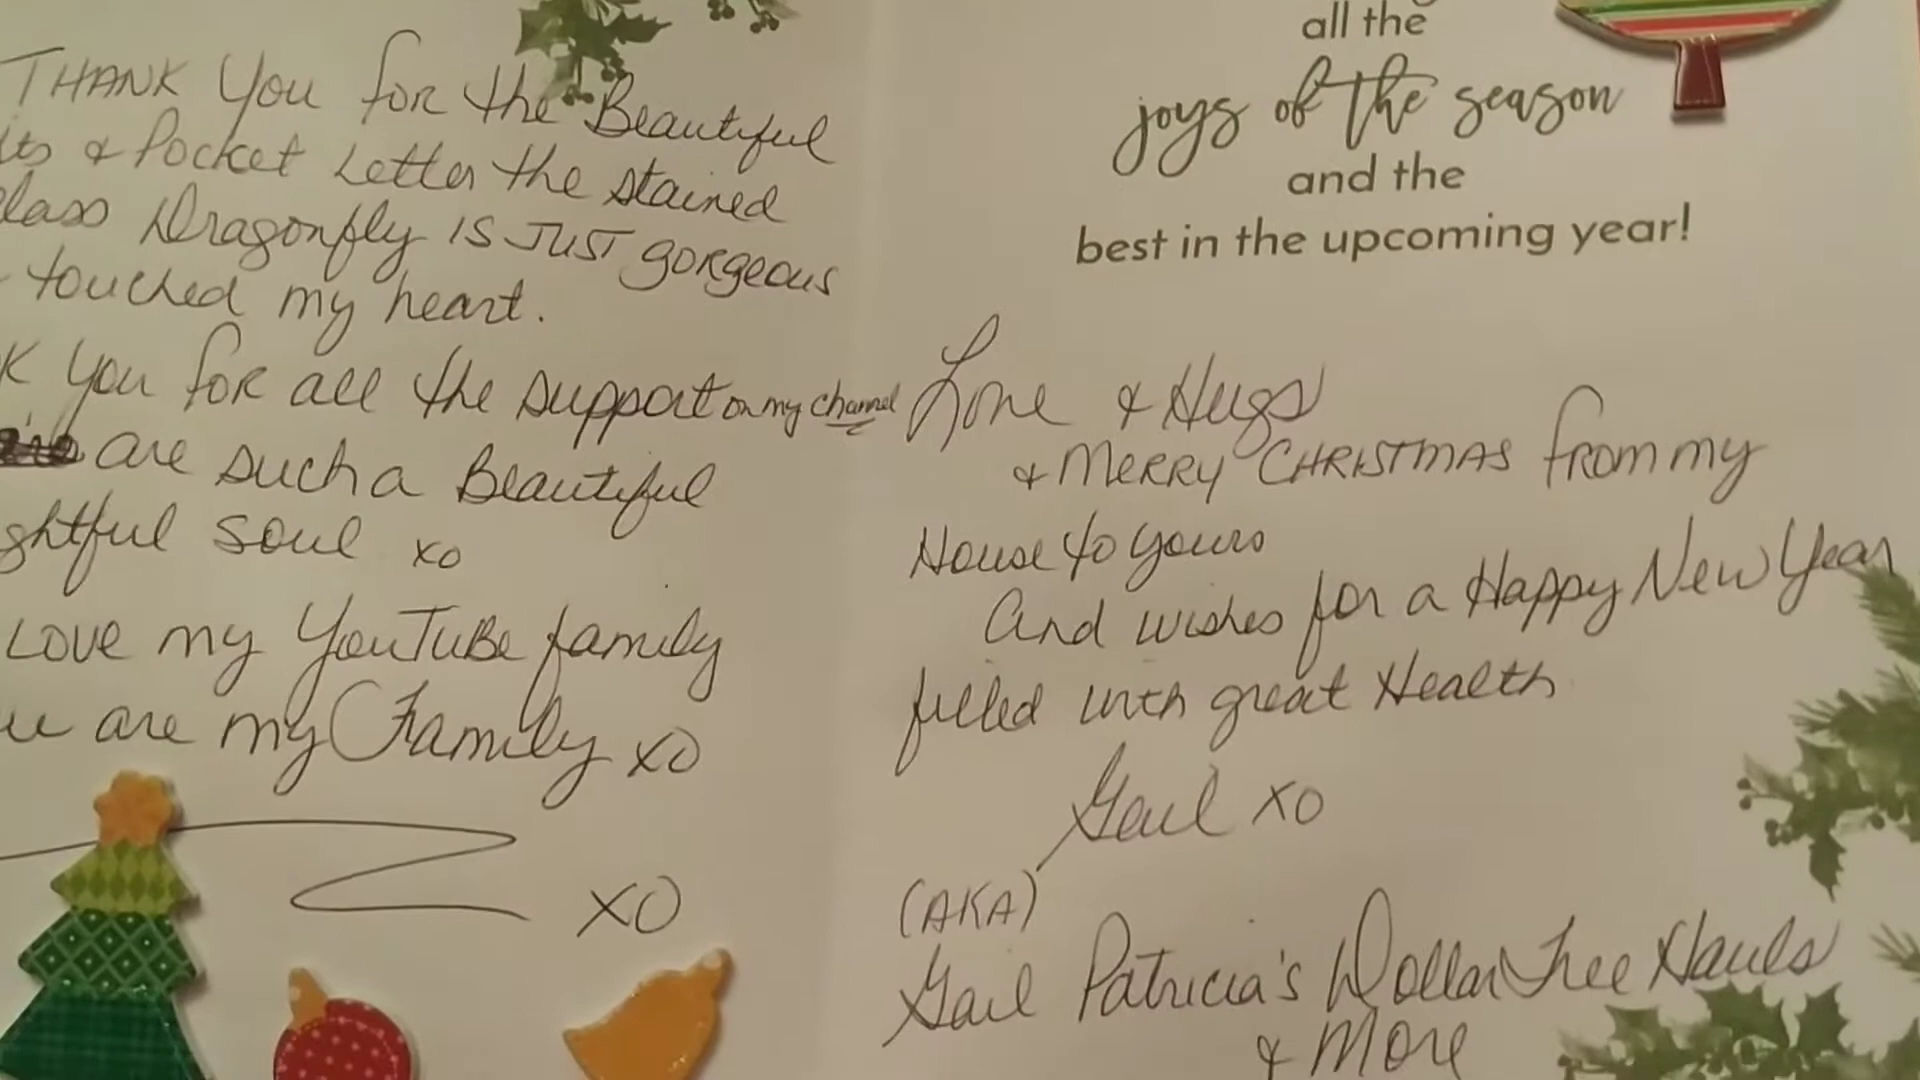 THANK You for the Beautiful
& Pocket Letter the stained
Dragonfly IS JUST gorgeous
touched my heart.
K you for all the support on my channel
are such a Beautiful
ghtful soul xo
LOVE my YouTube family
are my Family xo
XO
all the
joys of the season
and the
best in the upcoming year!
Love & Hugs
& MERRY CHRISTMAS from my
House to yours
And wishes for a Happy New Year
filled with great Health
Gail XO
(AKA)
Gail Patricia's Dollar Tree Hauls
& More